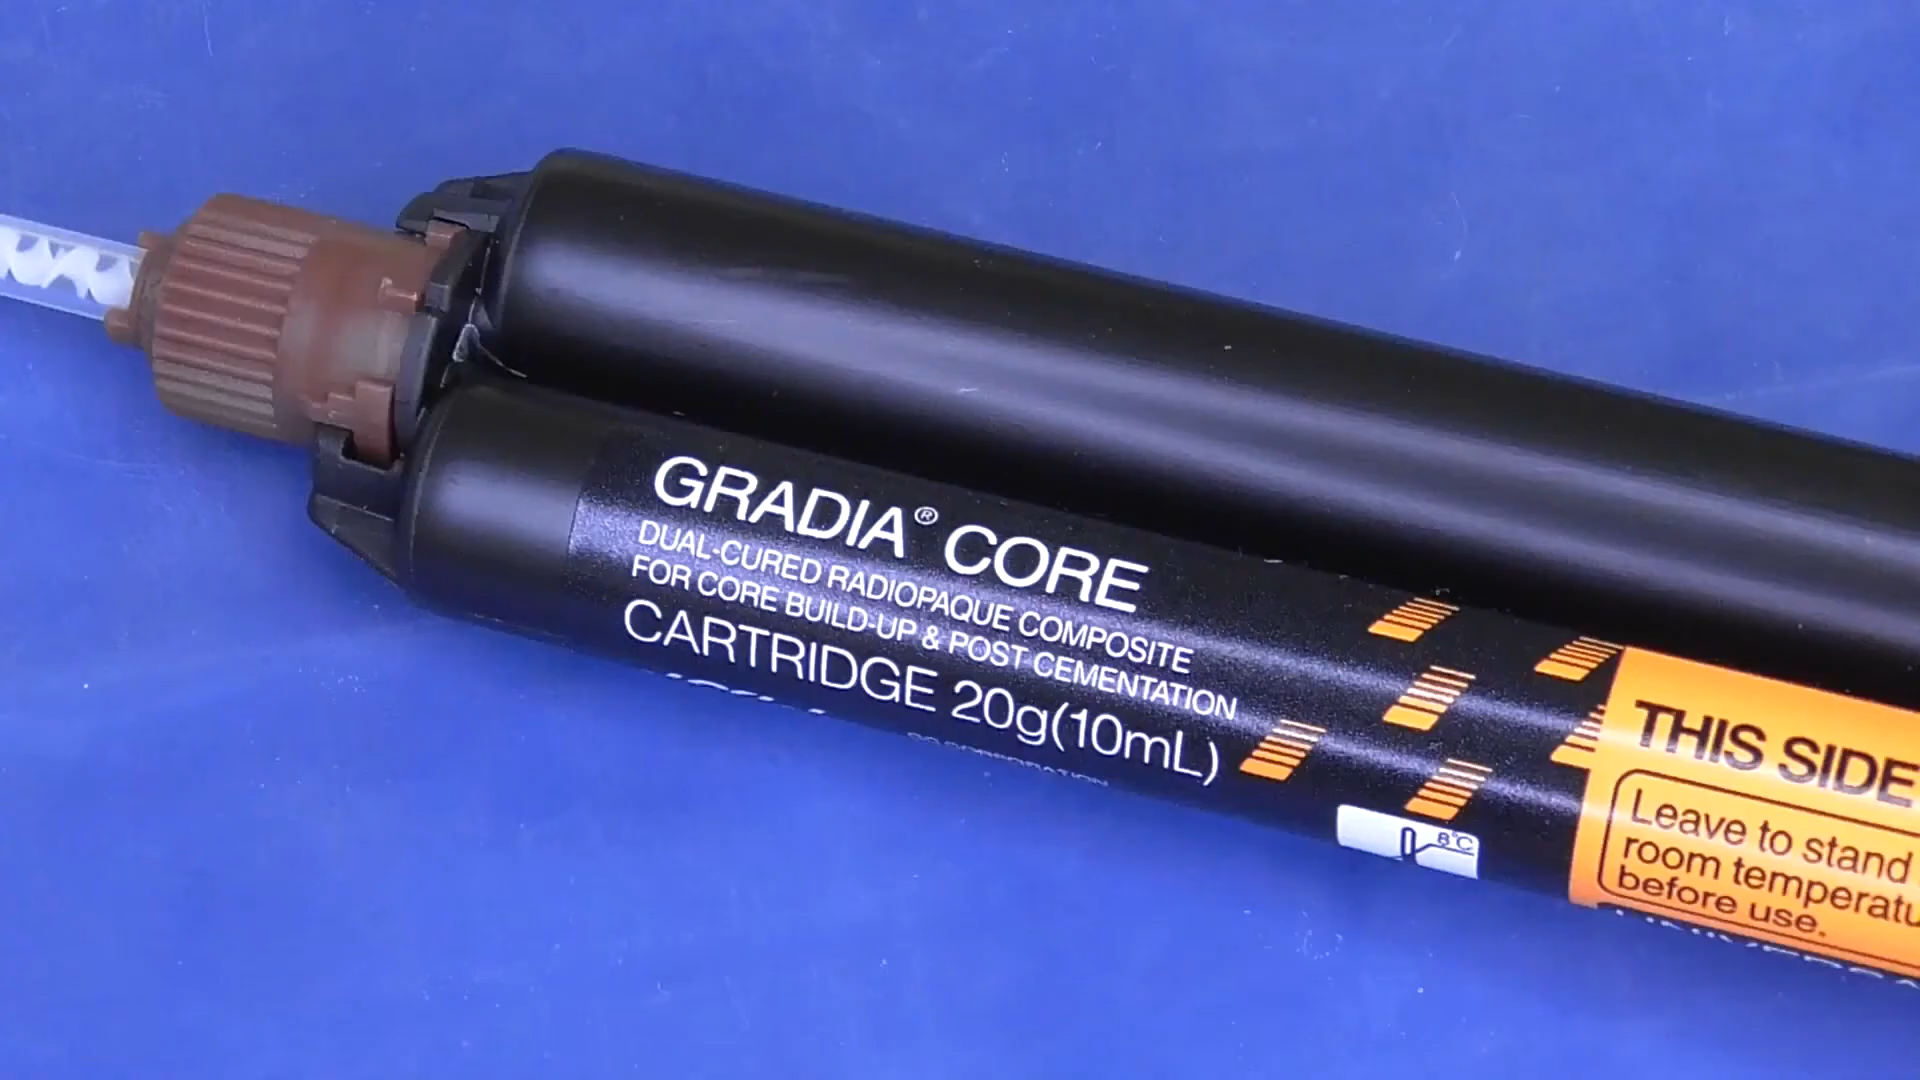 GRADIA® CORE
DUAL-CURED RADIOPAQUE COMPOSITE
FOR CORE BUILD-UP & POST CEMENTATION
CARTRIDGE 20g(10mL)
8°C
THIS SIDE
Leave to stand
room temperatu
before use.